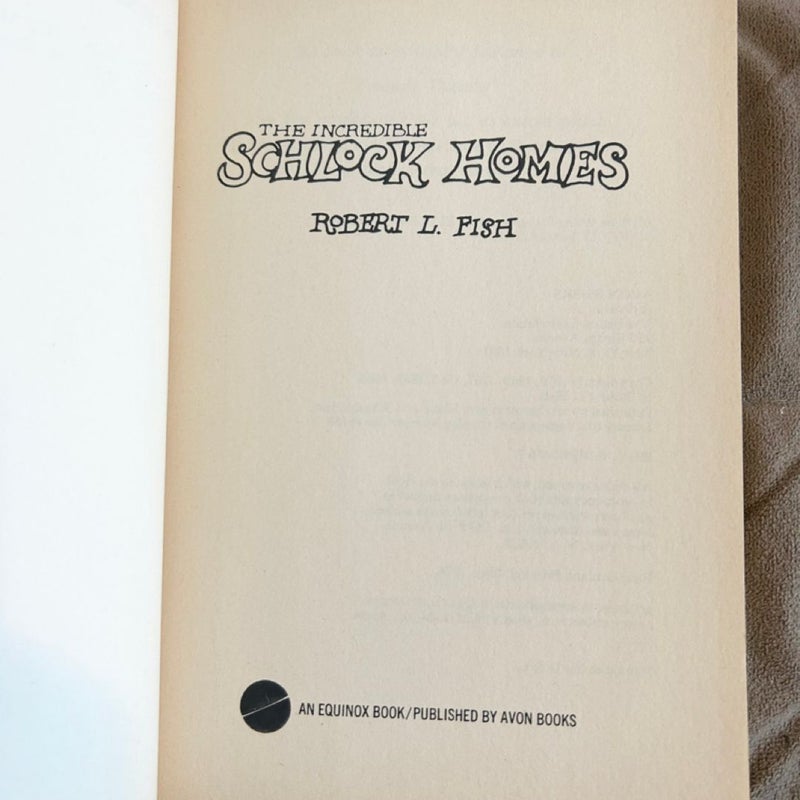 THE INCREDIBLE
SCHLOCK HOMES
ROBERT L. FISH
AN EQUINOX BOOK/PUBLISHED BY AVON BOOKS